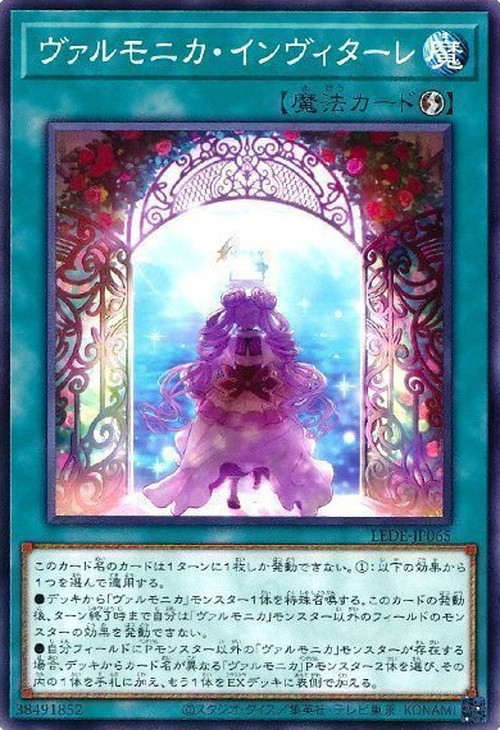 ヴァルモニカ・インヴィターレ
魔
【魔法カード】
LEDE-JP065
このカード名のカードは1ターンに1枚しか発動できない。①:以下の効果から
1つを選んで適用する。
●デッキから「ヴァルモニカ」モンスター1体を特殊召喚する。このカードの発動
後、ターン終了時まで自分は「ヴァルモニカ」モンスター以外のフィールドのモン
スターの効果を発動できない。
●自分フィールドにPモンスター以外の「ヴァルモニカ」モンスターが存在する
場合、デッキからカード名が異なる「ヴァルモニカ」Pモンスター2体を選び、その
内の1体を手札に加え、もう1体をEXデッキに表側で加える。
38491852
©スタジオ・ダイス/集英社・テレビ東京・KONAMI